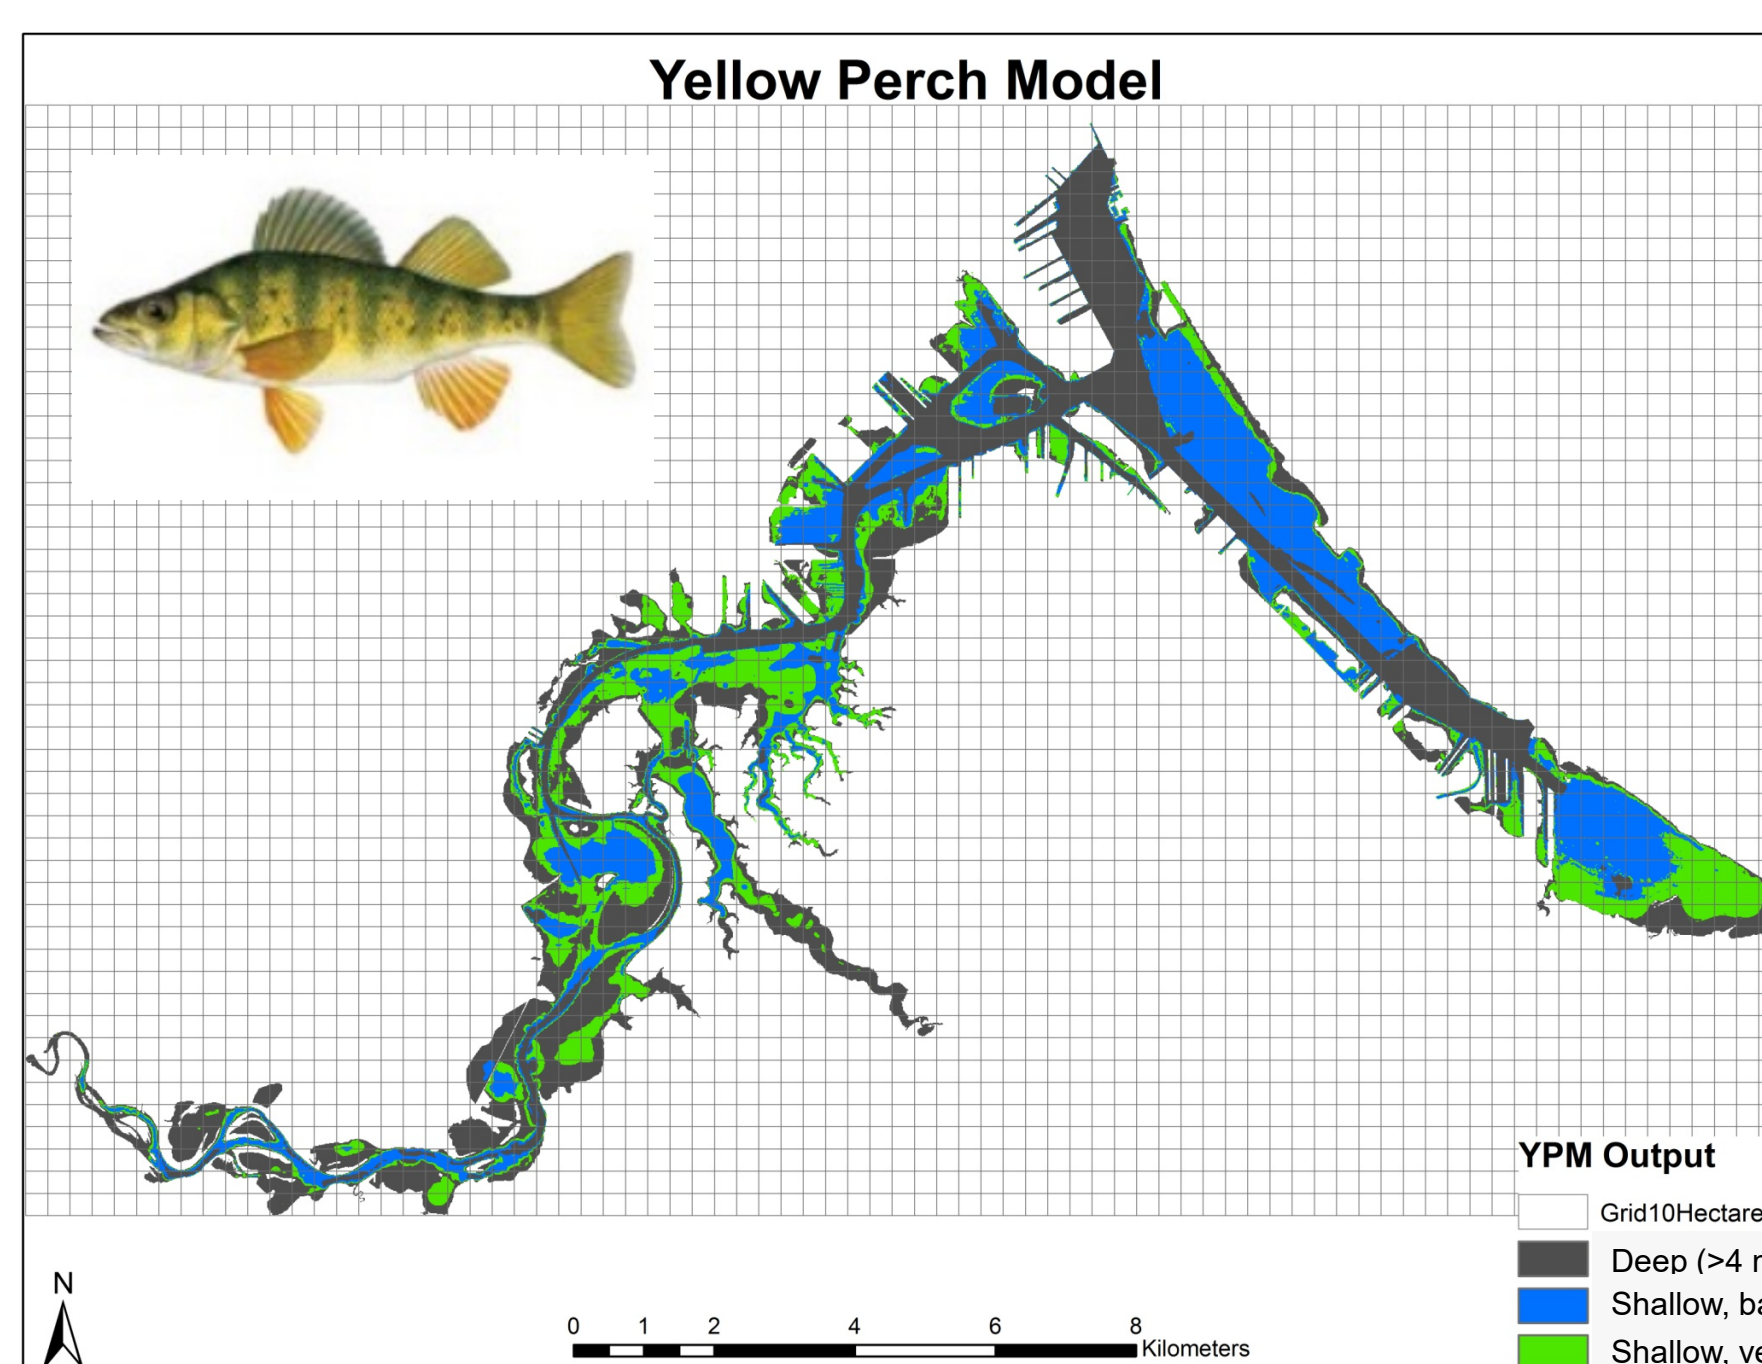 Yellow Perch Model
YPM Output
Grid10Hectare
Deep (>4
Shallow,
Shallow,
N
0 1 2 4 6 8
Kilometers